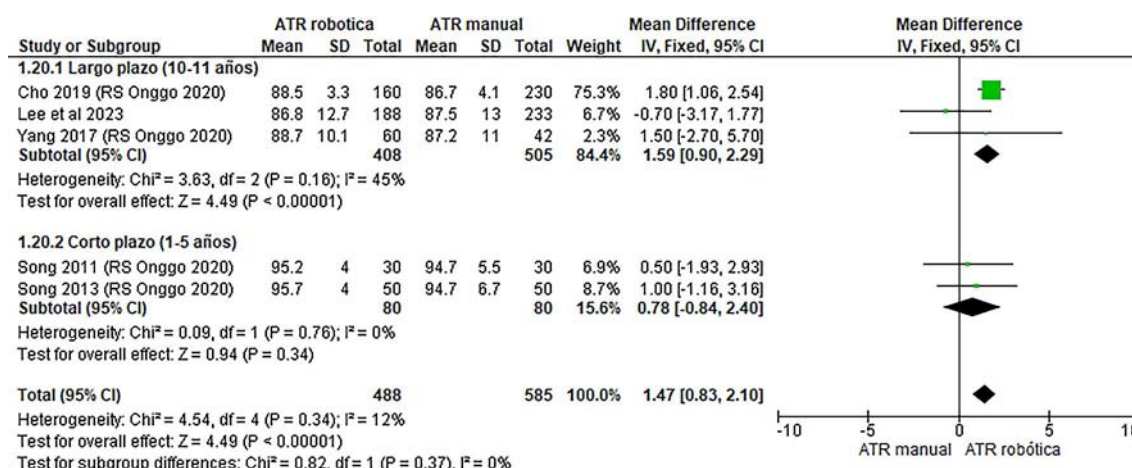 ATR robotica ATR manual Mean Difference Mean Difference
Study or Subgroup Mean SD Total Mean SD Total Weight IV, Fixed, 95% CI IV, Fixed, 95% CI
1.20.1 Largo plazo (10-11 años)
Cho 2019 (RS Onggo 2020) 88.5 3.3 160 86.7 4.1 230 75.3% 1.80 [1.06, 2.54]
Lee et al 2023 86.8 12.7 188 87.5 13 233 6.7% -0.70 [-3.17, 1.77]
Yang 2017 (RS Onggo 2020) 88.7 10.1 60 87.2 11 42 2.3% 1.50 [-2.70, 5.70]
Subtotal (95% CI) 408 505 84.4% 1.59 [0.90, 2.29]
Heterogeneity: Chi² = 3.63, df = 2 (P = 0.16); I² = 45%
Test for overall effect: Z = 4.49 (P < 0.00001)
1.20.2 Corto plazo (1-5 años)
Song 2011 (RS Onggo 2020) 95.2 4 30 94.7 5.5 30 6.9% 0.50 [-1.93, 2.93]
Song 2013 (RS Onggo 2020) 95.7 4 50 94.7 6.7 50 8.7% 1.00 [-1.16, 3.16]
Subtotal (95% CI) 80 80 15.6% 0.78 [-0.84, 2.40]
Heterogeneity: Chi² = 0.09, df = 1 (P = 0.76); I² = 0%
Test for overall effect: Z = 0.94 (P = 0.34)
Total (95% CI) 488 585 100.0% 1.47 [0.83, 2.10]
Heterogeneity: Chi² = 4.54, df = 4 (P = 0.34); I² = 12%
Test for overall effect: Z = 4.49 (P < 0.00001)
Test for subgroup differences: Chi² = 0.82, df = 1 (P = 0.37), I² = 0%
-10 -5 0 5 10
ATR manual ATR robótica